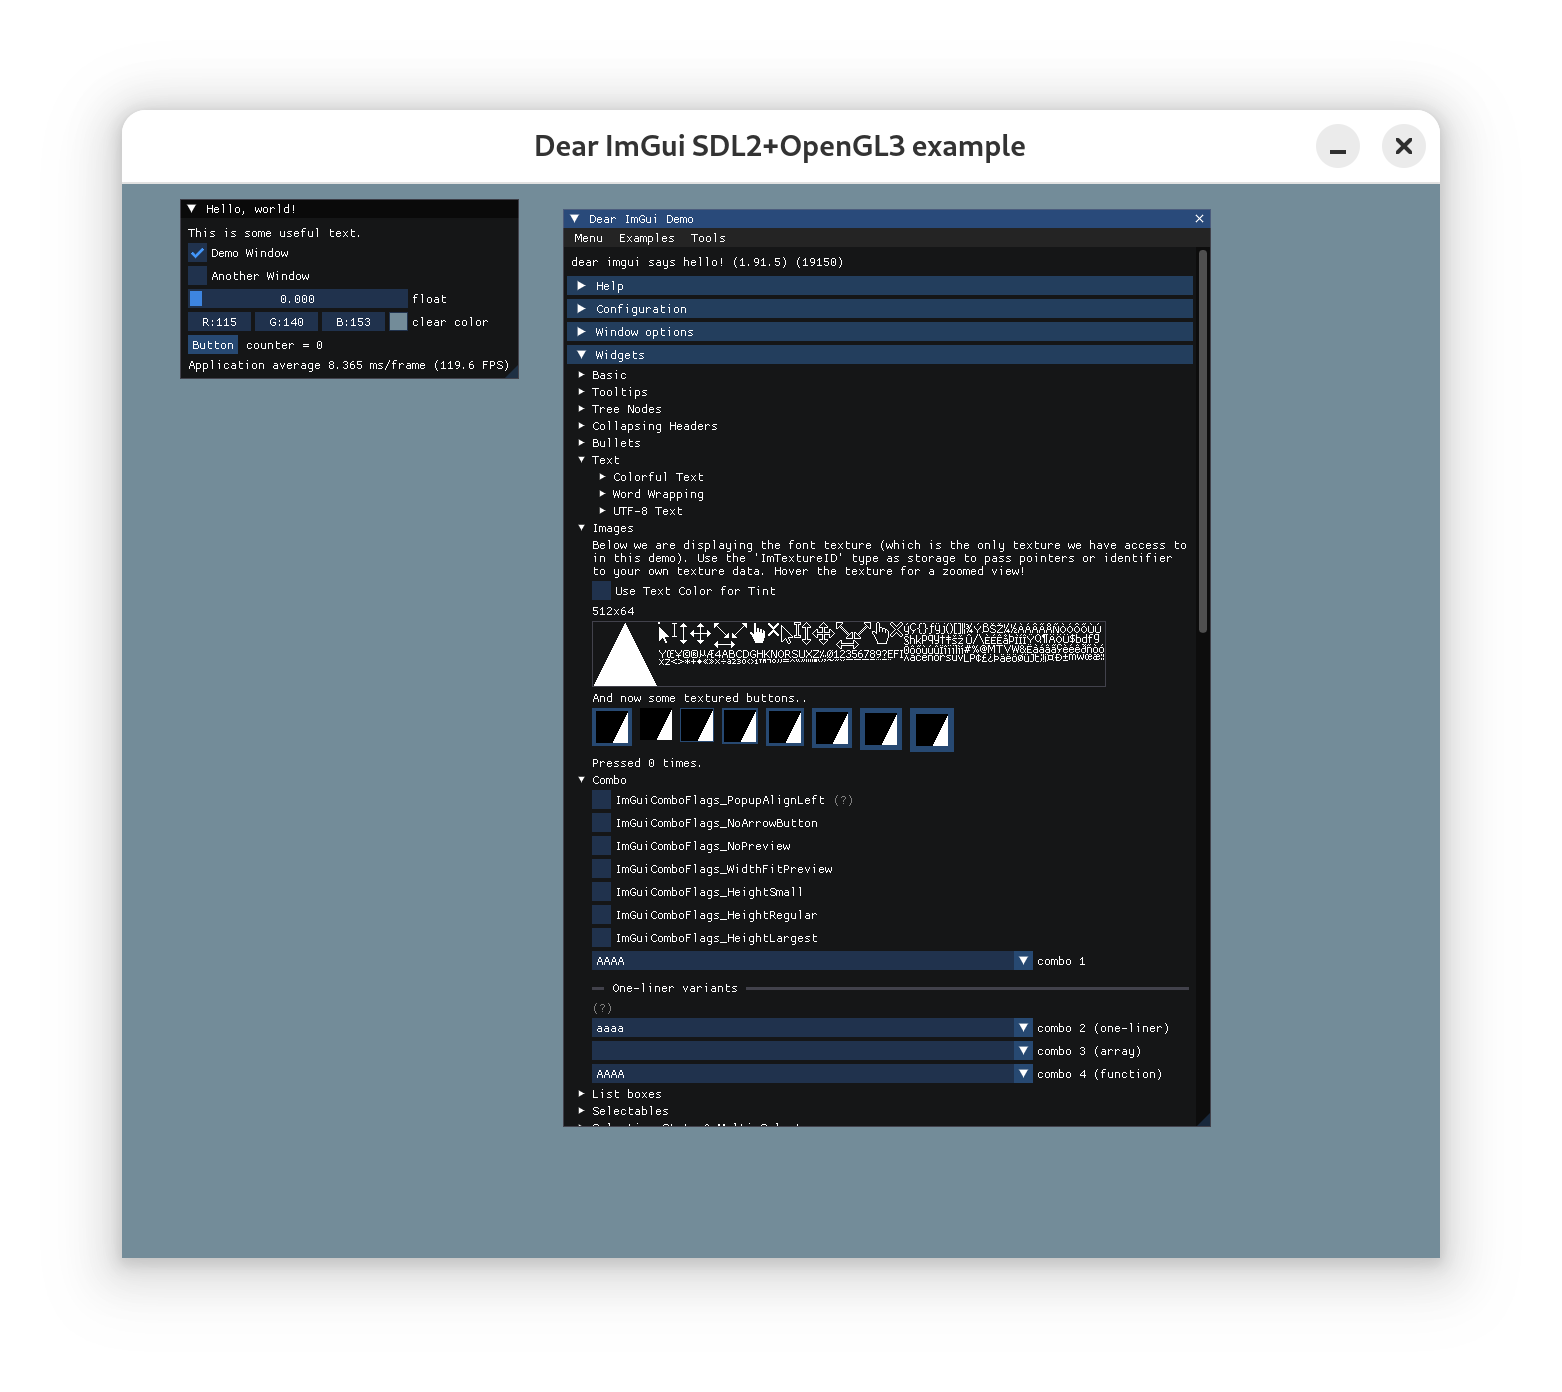 Dear ImGui SDL2+OpenGL3 example
Hello, world!
This is some useful text.
Demo Window
Another Window
0.000 float
R:115 G:140 B:153 clear color
Button counter = 0
Application average 8.365 ms/frame (119.6 FPS)
Dear ImGui Demo
Menu Examples Tools
dear imgui says hello! (1.91.5) (19150)
Help
Configuration
Window options
Widgets
Basic
Tooltips
Tree Nodes
Collapsing Headers
Bullets
Text
Colorful Text
Word Wrapping
UTF-8 Text
Images
Below we are displaying the font texture (which is the only texture we have access to
in this demo). Use the 'ImTextureID' type as storage to pass pointers or identifier
to your own texture data. Hover the texture for a zoomed view!
Use Text Color for Tint
512x64
And now some textured buttons..
Pressed 0 times.
Combo
ImGuiComboFlags_PopupAlignLeft (?)
ImGuiComboFlags_NoArrowButton
ImGuiComboFlags_NoPreview
ImGuiComboFlags_WidthFitPreview
ImGuiComboFlags_HeightSmall
ImGuiComboFlags_HeightRegular
ImGuiComboFlags_HeightLargest
AAAA combo 1
One-liner variants
(?)
aaaa combo 2 (one-liner)
combo 3 (array)
AAAA combo 4 (function)
List boxes
Selectables